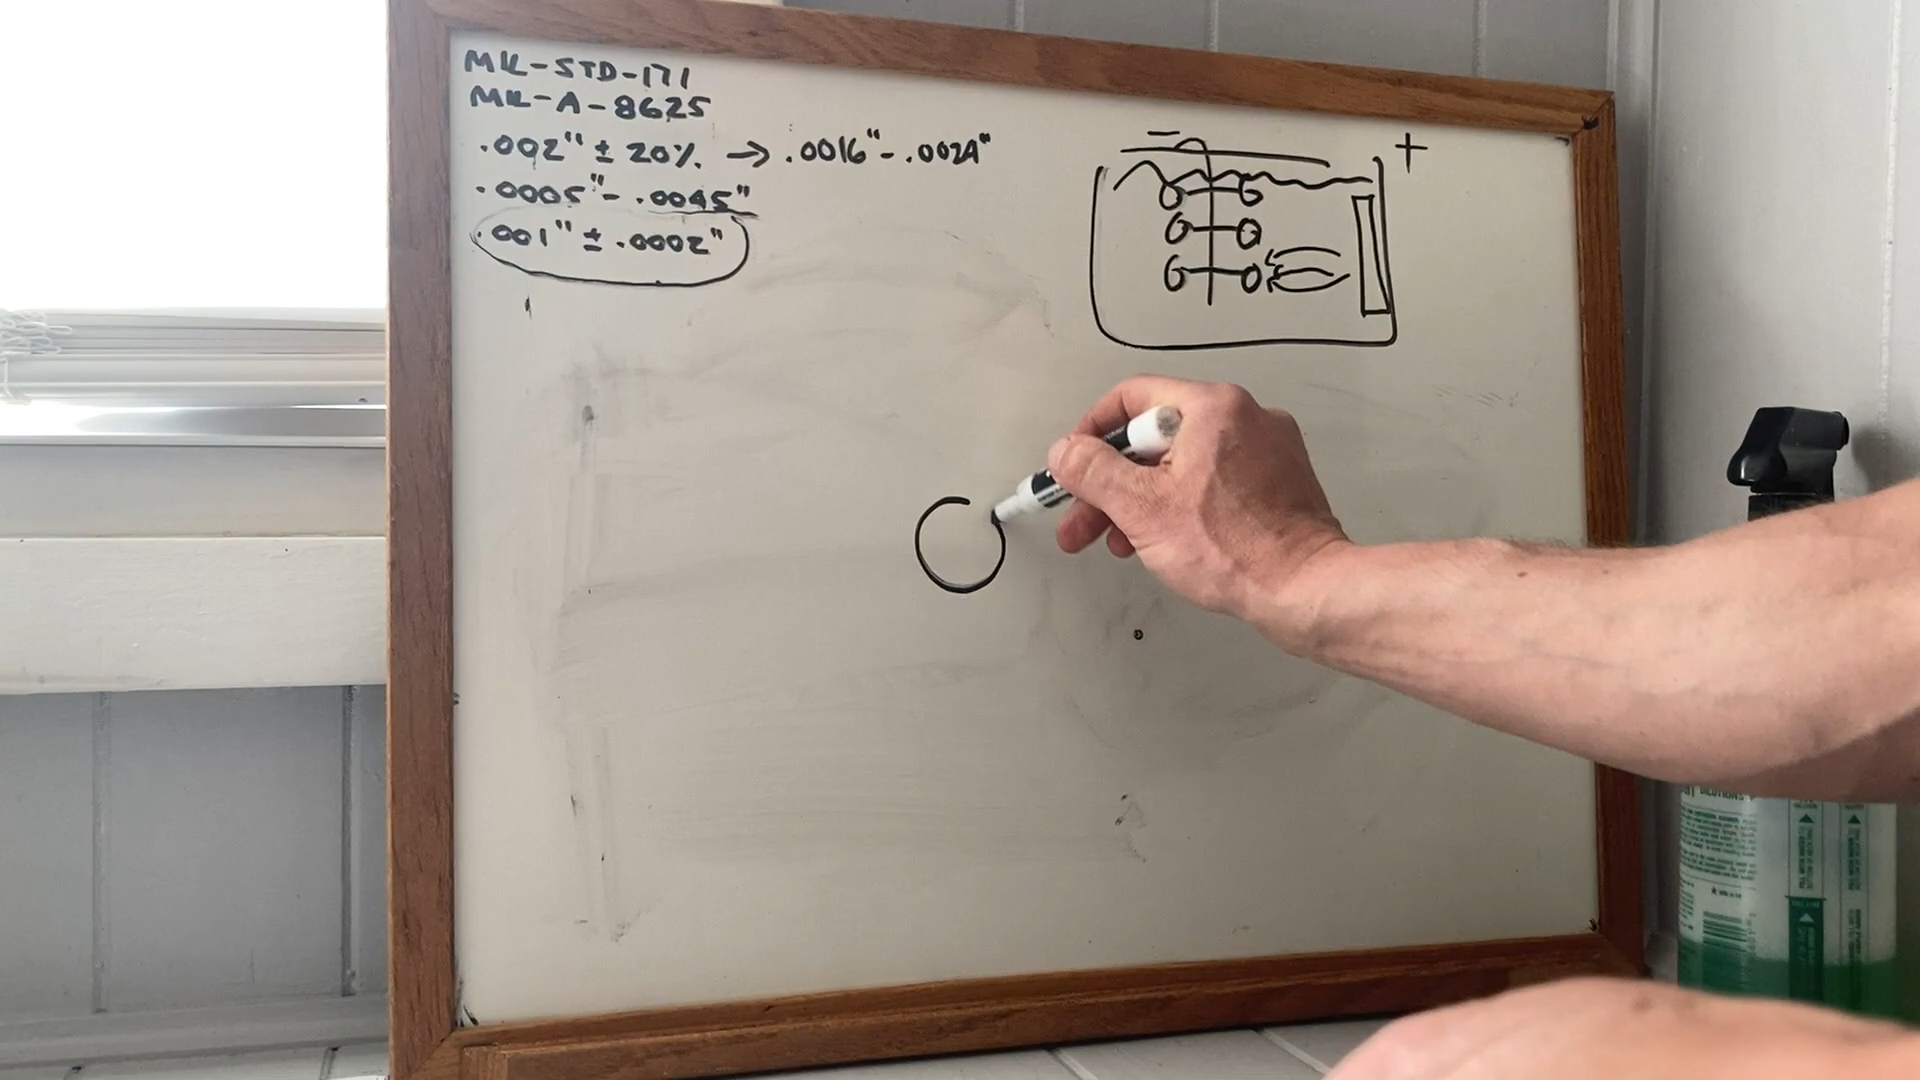 MIL-STD-171
MIL-A-8625
.002" ± 20% → .0016" - .0024"
.0005" - .0045"
.001" ± .0002"
- +